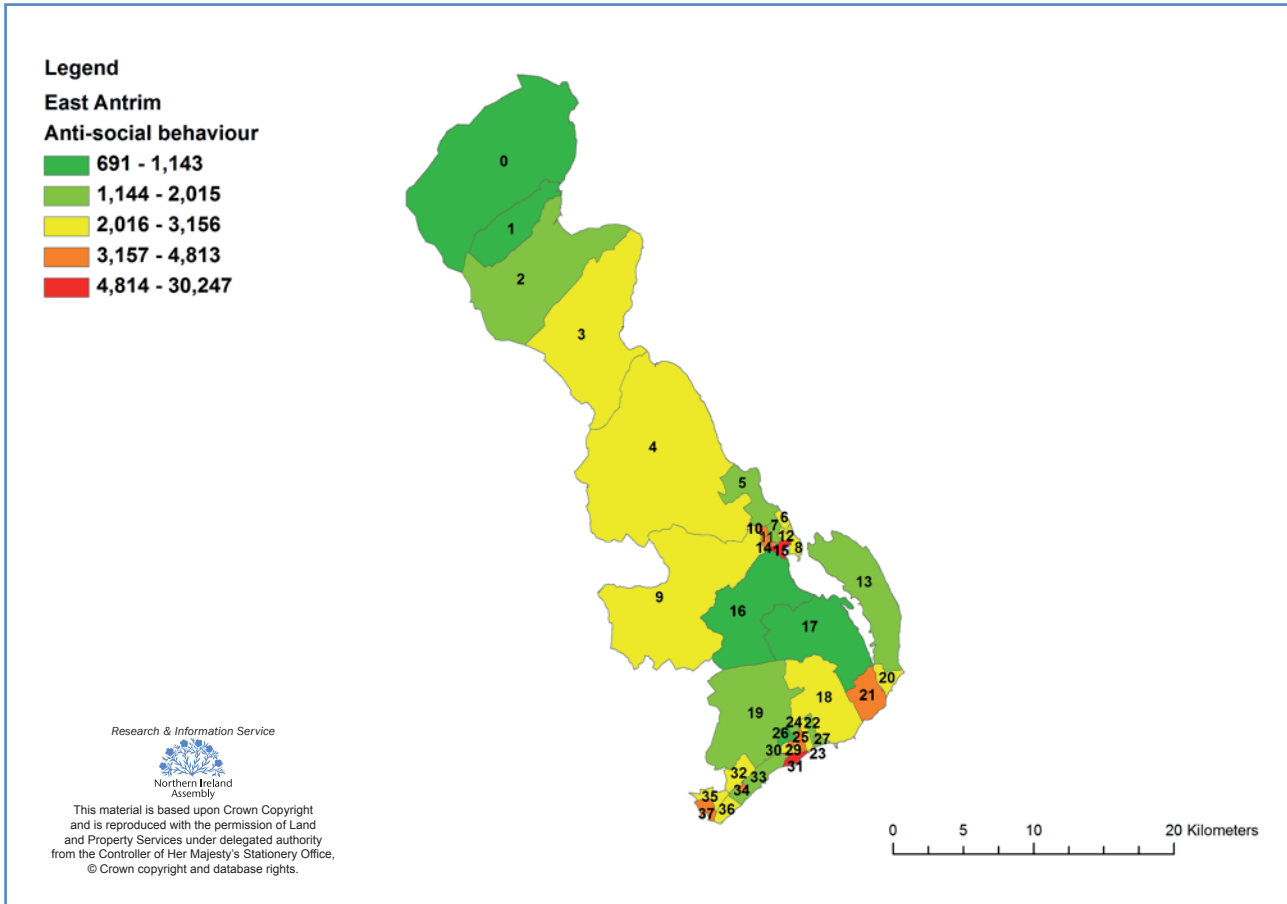 Legend
East Antrim
Anti-social behaviour
691 - 1,143
1,144 - 2,015
2,016 - 3,156
3,157 - 4,813
4,814 - 30,247
0
1
2
3
4
5
6
10 7
11 12
14 15 8
13
9
16
17
20
21
18
19
24 22
26 25 27
30 29 23
31
32
33
34
35
36
37
Research & Information Service
Northern Ireland
Assembly
This material is based upon Crown Copyright
and is reproduced with the permission of Land
and Property Services under delegated authority
from the Controller of Her Majesty's Stationery Office,
© Crown copyright and database rights.
0 5 10 20 Kilometers